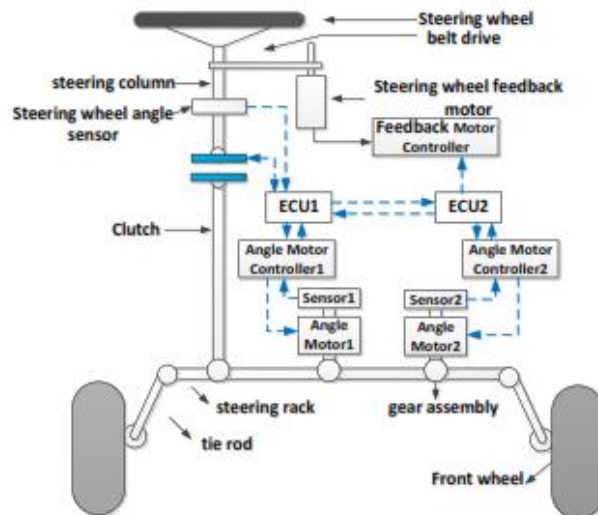 Steering wheel
belt drive
steering column
Steering wheel angle
sensor
Steering wheel feedback
motor
Feedback Motor
Controller
ECU1
ECU2
Clutch
Angle Motor
Controller1
Angle Motor
Controller2
Sensor1
Sensor2
Angle
Motor1
Angle
Motor2
steering rack
gear assembly
tie rod
Front wheel